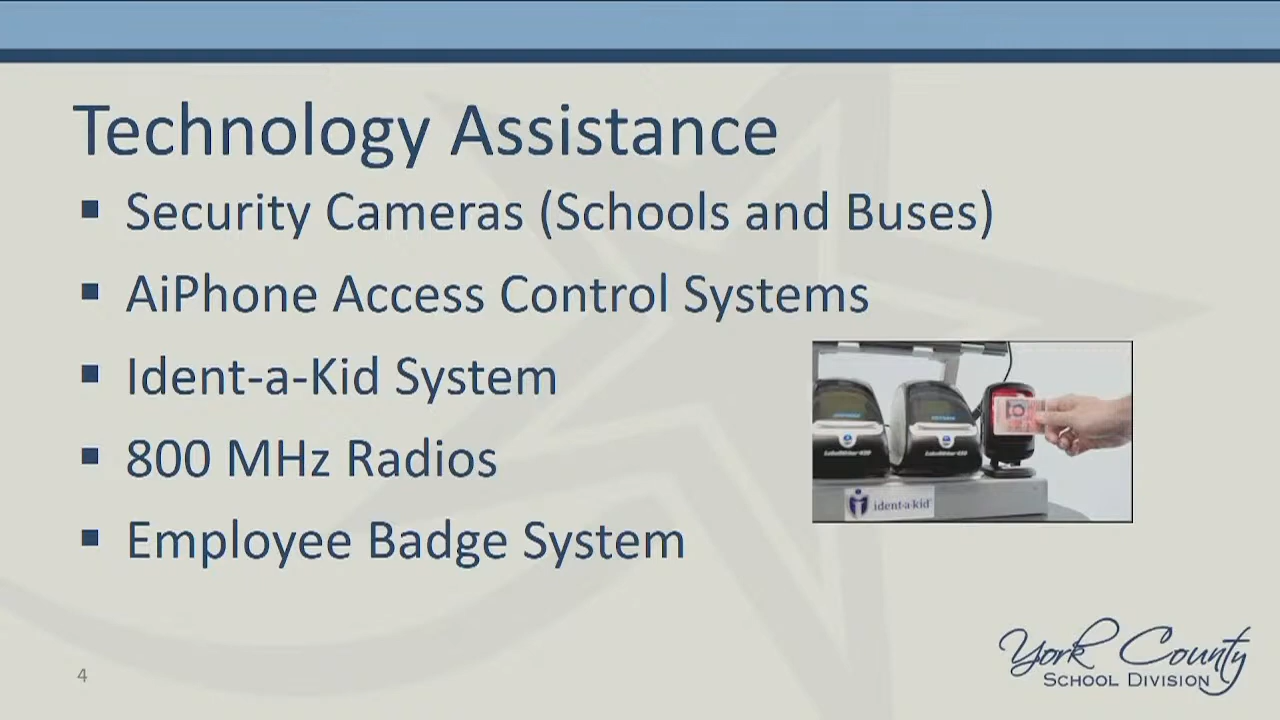 Technology Assistance
▪ Security Cameras (Schools and Buses)
▪ AiPhone Access Control Systems
▪ Ident-a-Kid System
▪ 800 MHz Radios
▪ Employee Badge System
ident-a-kid
4
York County
SCHOOL DIVISION